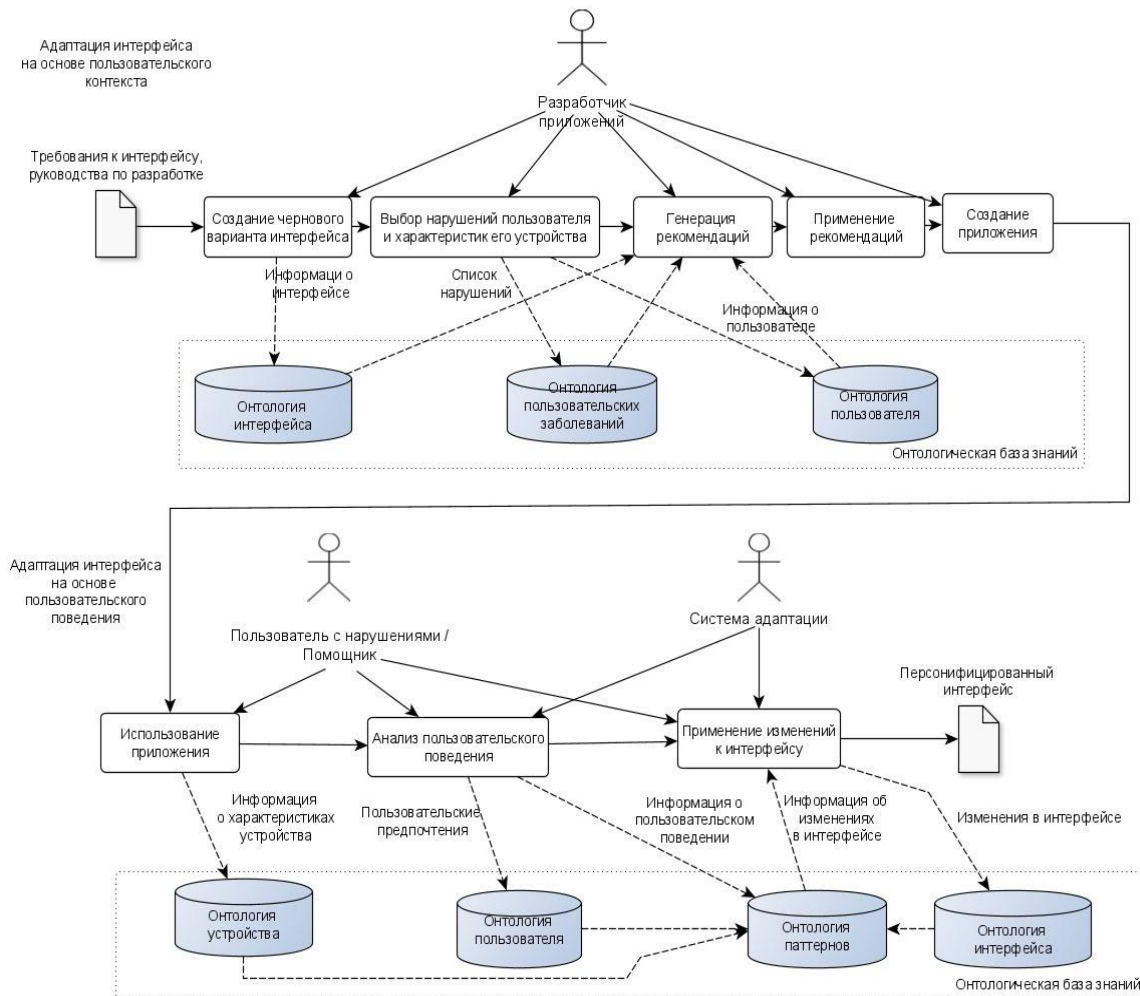 Адаптация интерфейса
на основе пользовательского
контекста
Разработчик
приложений
Требования к интерфейсу,
руководства по разработке
Создание чернового
варианта интерфейса
Выбор нарушений пользователя
и характеристик его устройства
Генерация
рекомендаций
Применение
рекомендаций
Создание
приложения
Информаци о
интерфейсе
Список
нарушений
Информация о
пользователе
Онтология
интерфейса
Онтология
пользовательских
заболеваний
Онтология
пользователя
Онтологическая база знаний
Адаптация интерфейса
на основе
пользовательского
поведения
Пользователь с нарушениями /
Помощник
Система адаптации
Персонифицированный
интерфейс
Использование
приложения
Анализ пользовательского
поведения
Применение изменений
к интерфейсу
Информация
о характеристиках
устройства
Пользовательские
предпочтения
Информация о
пользовательском
поведении
Информация об
изменениях
в интерфейсе
Изменения в интерфейсе
Онтология
устройства
Онтология
пользователя
Онтология
паттернов
Онтология
интерфейса
Онтологическая база знаний